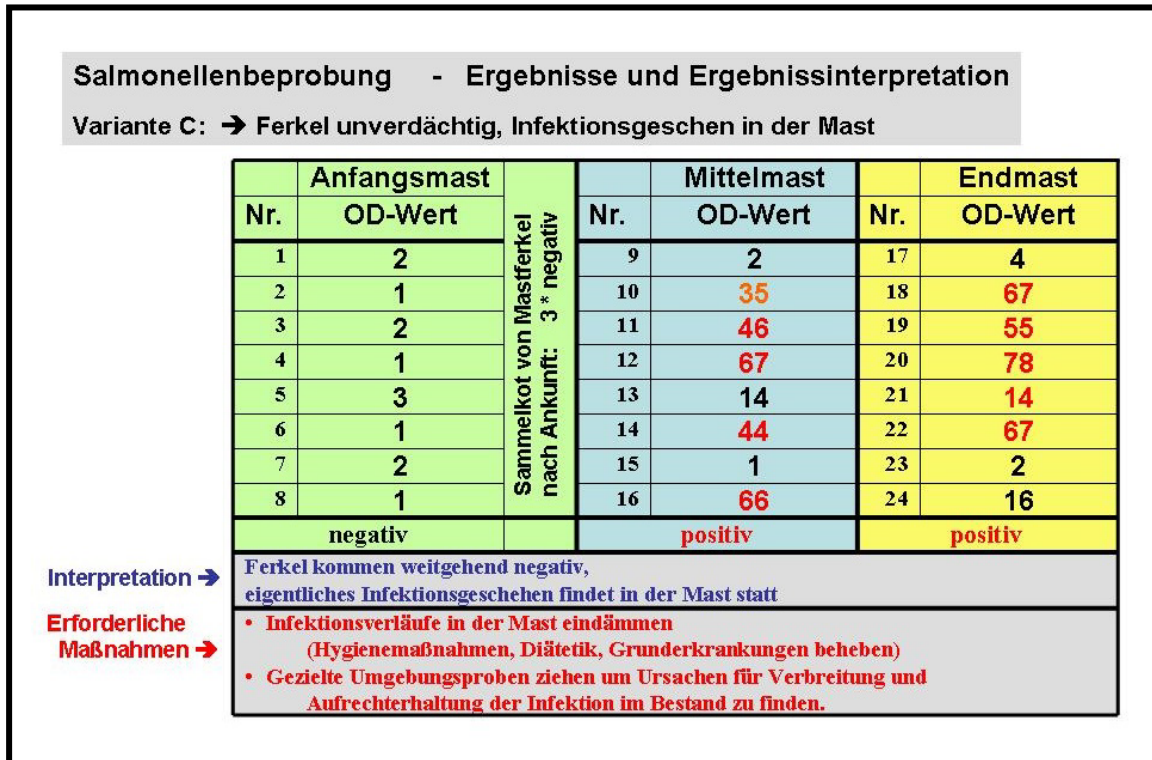 Salmonellenbeprobung - Ergebnisse und Ergebnissinterpretation
Variante C: ➔ Ferkel unverdächtig, Infektionsgeschen in der Mast
Anfangsmast Mittelmast Endmast
Nr. OD-Wert Nr. OD-Wert Nr. OD-Wert
Sammelkot von Mastferkel
nach Ankunft: 3 * negativ
1 2 9 2 17 4
2 1 10 35 18 67
3 2 11 46 19 55
4 1 12 67 20 78
5 3 13 14 21 14
6 1 14 44 22 67
7 2 15 1 23 2
8 1 16 66 24 16
negativ positiv positiv
Interpretation ➔ Ferkel kommen weitgehend negativ,
eigentliches Infektionsgeschehen findet in der Mast statt
Erforderliche
Maßnahmen ➔
• Infektionsverläufe in der Mast eindämmen
(Hygienemaßnahmen, Diätetik, Grunderkrankungen beheben)
• Gezielte Umgebungsproben ziehen um Ursachen für Verbreitung und
Aufrechterhaltung der Infektion im Bestand zu finden.